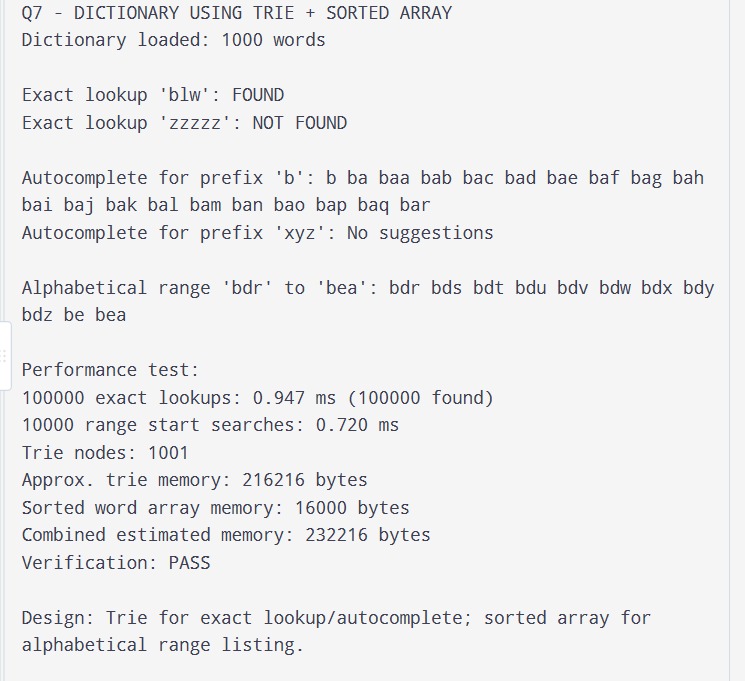 Q7 - DICTIONARY USING TRIE + SORTED ARRAY
Dictionary loaded: 1000 words
Exact lookup 'blw': FOUND
Exact lookup 'zzzzz': NOT FOUND
Autocomplete for prefix 'b': b ba baa bab bac bad bae baf bag bah
bai baj bak bal bam ban bao bap baq bar
Autocomplete for prefix 'xyz': No suggestions
Alphabetical range 'bdr' to 'bea': bdr bds bdt bdu bdv bdw bdx bdy
bdz be bea
Performance test:
100000 exact lookups: 0.947 ms (100000 found)
10000 range start searches: 0.720 ms
Trie nodes: 1001
Approx. trie memory: 216216 bytes
Sorted word array memory: 16000 bytes
Combined estimated memory: 232216 bytes
Verification: PASS
Design: Trie for exact lookup/autocomplete; sorted array for
alphabetical range listing.